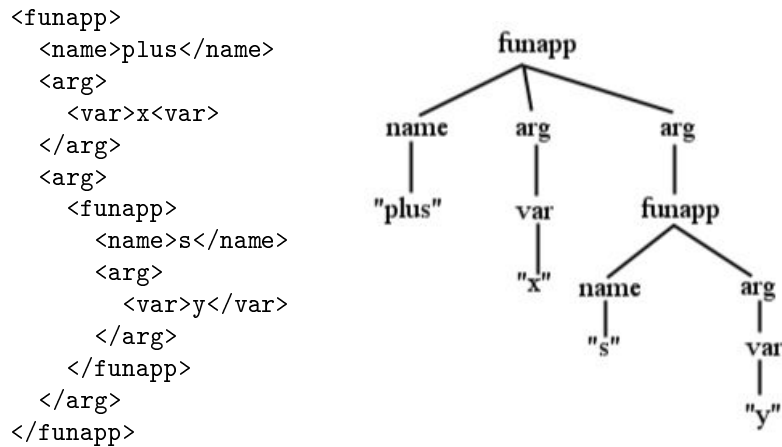 <funapp>
  <name>plus</name>
  <arg>
    <var>x<var>
  </arg>
  <arg>
    <funapp>
      <name>s</name>
      <arg>
        <var>y</var>
      </arg>
    </funapp>
  </arg>
</funapp>
funapp
name arg arg
"plus" var funapp
"x" name arg
"s" var
"y"